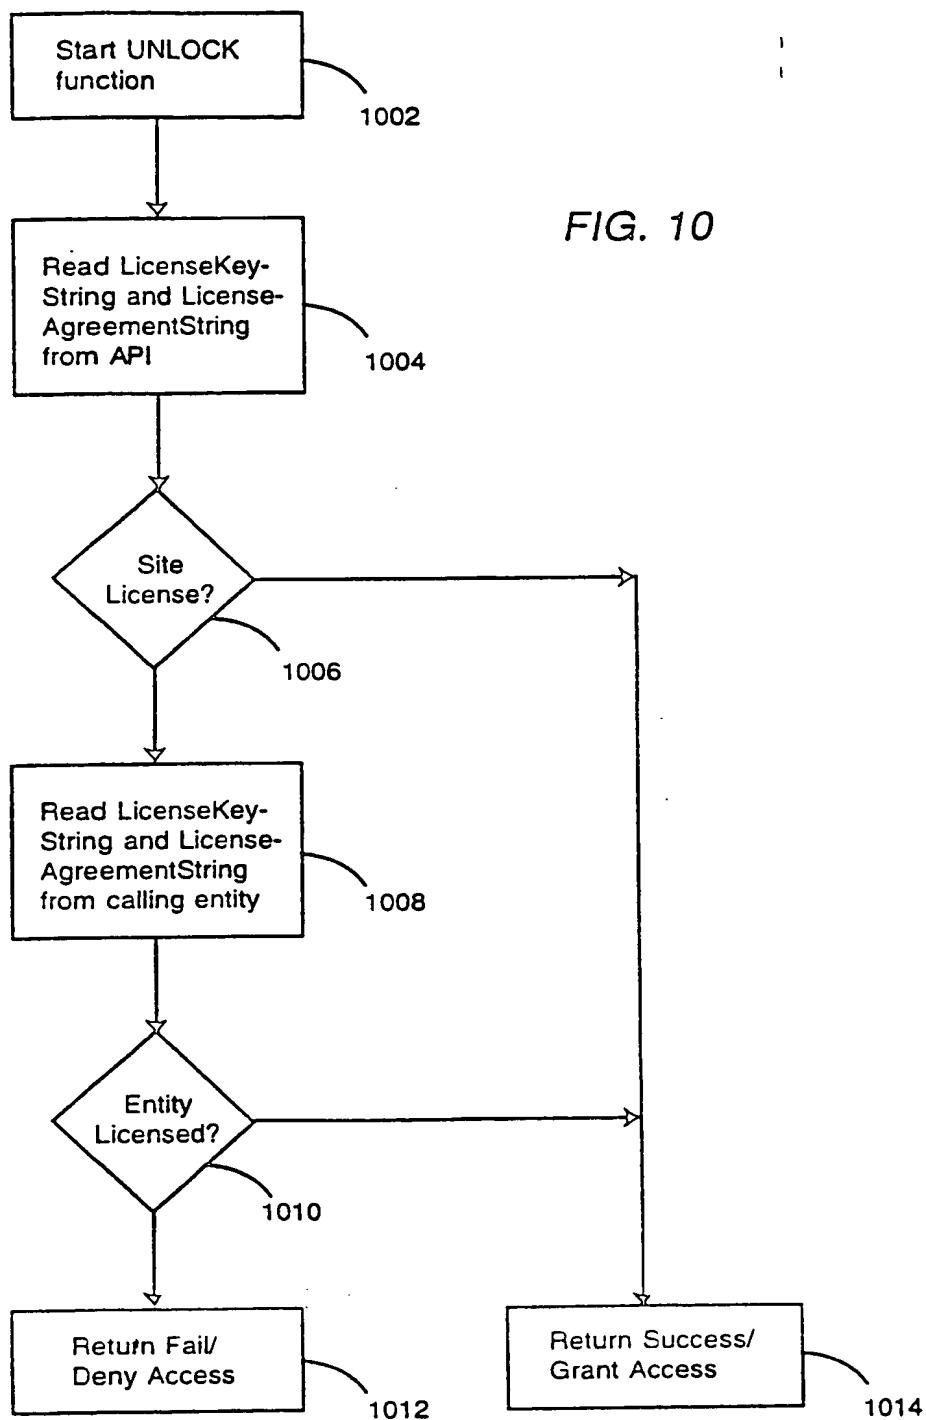 Start UNLOCK
function
1002
FIG. 10
Read LicenseKey-
String and License-
AgreementString
from API
1004
Site
License?
1006
Read LicenseKey-
String and License-
AgreementString
from calling entity
1008
Entity
Licensed?
1010
Return Fail/
Deny Access
1012
Return Success/
Grant Access
1014